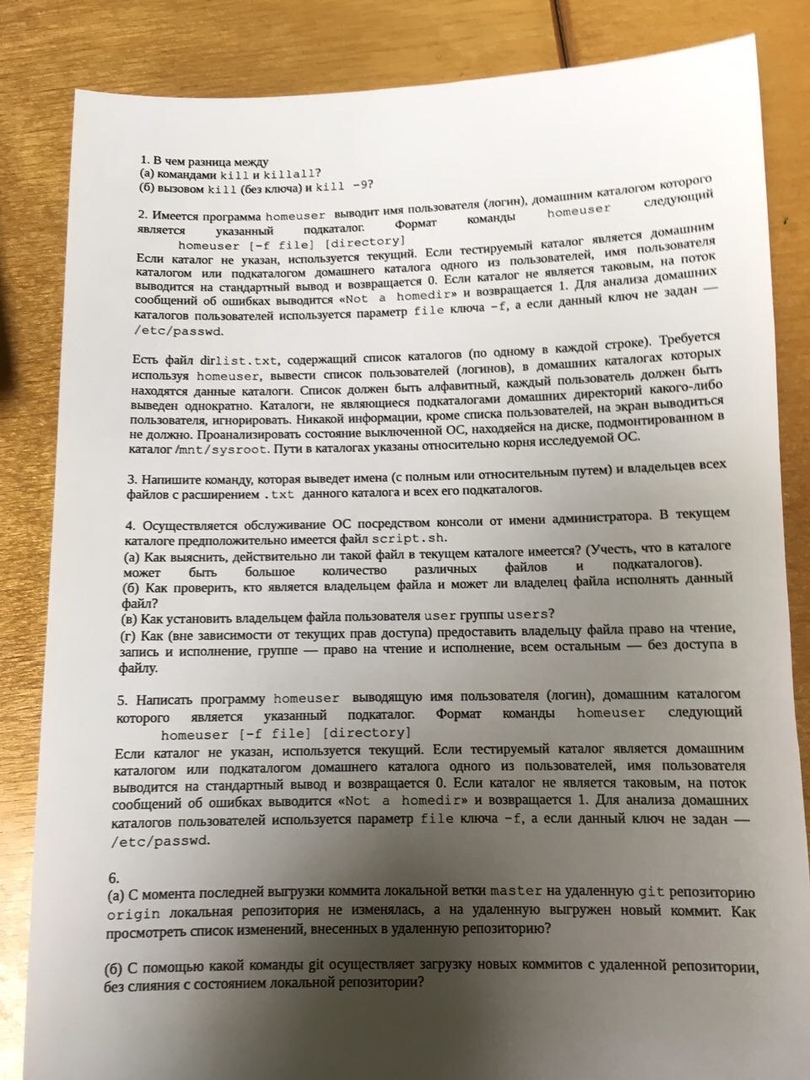 1. В чем разница между
(а) командами kill и killall?
(б) вызовом kill (без ключа) и kill -9?
2. Имеется программа homeuser выводит имя пользователя (логин), домашним каталогом которого
является указанный подкаталог. Формат команды homeuser следующий
homeuser [-f file] [directory]
Если каталог не указан, используется текущий. Если тестируемый каталог является домашним
каталогом или подкаталогом домашнего каталога одного из пользователей, имя пользователя
выводится на стандартный вывод и возвращается 0. Если каталог не является таковым, на поток
сообщений об ошибках выводится «Not a homedir» и возвращается 1. Для анализа домашних
каталогов пользователей используется параметр file ключа -f, а если данный ключ не задан —
/etc/passwd.
Есть файл dirlist.txt, содержащий список каталогов (по одному в каждой строке). Требуется
используя homeuser, вывести список пользователей (логинов), в домашних каталогах которых
находятся данные каталоги. Список должен быть алфавитный, каждый пользователь должен быть
выведен однократно. Каталоги, не являющиеся подкаталогами домашних директорий какого-либо
пользователя, игнорировать. Никакой информации, кроме списка пользователей, на экран выводиться
не должно. Проанализировать состояние выключенной ОС, находяейся на диске, подмонтированном в
каталог /mnt/sysroot. Пути в каталогах указаны относительно корня исследуемой ОС.
3. Напишите команду, которая выведет имена (с полным или относительным путем) и владельцев всех
файлов с расширением .txt данного каталога и всех его подкаталогов.
4. Осуществляется обслуживание ОС посредством консоли от имени администратора. В текущем
каталоге предположительно имеется файл script.sh.
(а) Как выяснить, действительно ли такой файл в текущем каталоге имеется? (Учесть, что в каталоге
может быть большое количество различных файлов и подкаталогов).
(б) Как проверить, кто является владельцем файла и может ли владелец файла исполнять данный
файл?
(в) Как установить владельцем файла пользователя user группы users?
(г) Как (вне зависимости от текущих прав доступа) предоставить владельцу файла право на чтение,
запись и исполнение, группе — право на чтение и исполнение, всем остальным — без доступа в
файлу.
5. Написать программу homeuser выводящую имя пользователя (логин), домашним каталогом
которого является указанный подкаталог. Формат команды homeuser следующий
homeuser [-f file] [directory]
Если каталог не указан, используется текущий. Если тестируемый каталог является домашним
каталогом или подкаталогом домашнего каталога одного из пользователей, имя пользователя
выводится на стандартный вывод и возвращается 0. Если каталог не является таковым, на поток
сообщений об ошибках выводится «Not a homedir» и возвращается 1. Для анализа домашних
каталогов пользователей используется параметр file ключа -f, а если данный ключ не задан —
/etc/passwd.
6.
(а) С момента последней выгрузки коммита локальной ветки master на удаленную git репозиторию
origin локальная репозитория не изменялась, а на удаленную выгружен новый коммит. Как
просмотреть список изменений, внесенных в удаленную репозиторию?
(б) С помощью какой команды git осуществляет загрузку новых коммитов с удаленной репозитории,
без слияния с состоянием локальной репозитории?